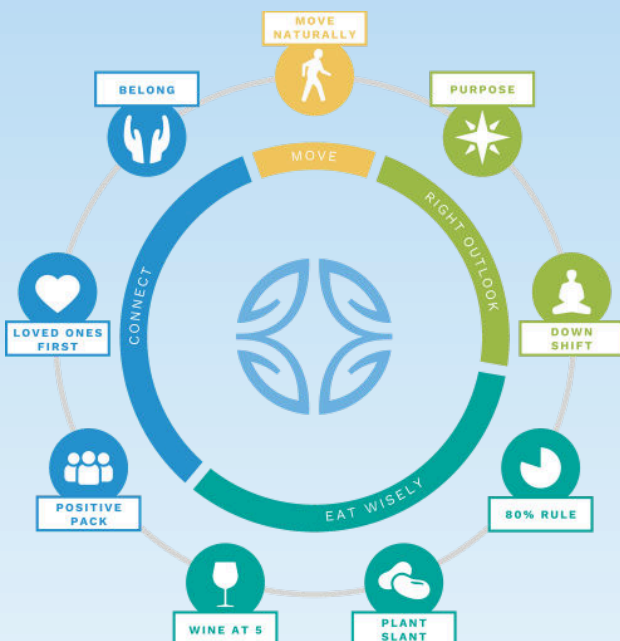 MOVE
NATURALLY
BELONG
PURPOSE
MOVE
RIGHT OUTLOOK
CONNECT
LOVED ONES
FIRST
DOWN
SHIFT
POSITIVE
PACK
80% RULE
EAT WISELY
WINE AT 5
PLANT
SLANT